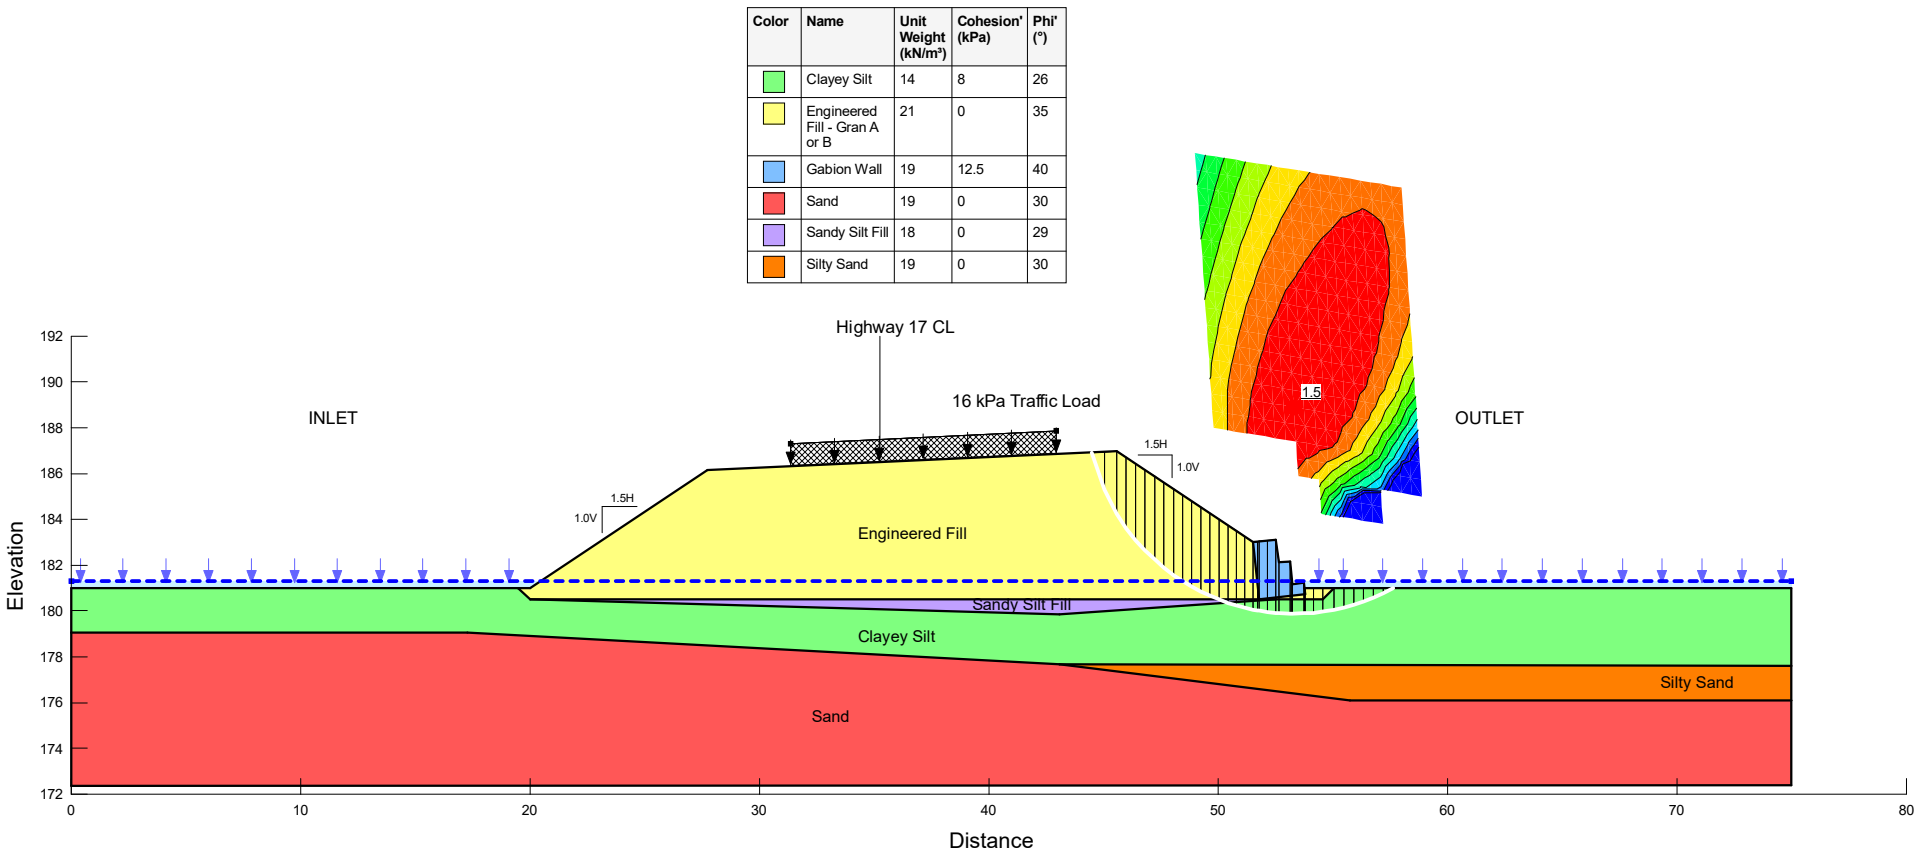 Color Name Unit Weight (kN/m³) Cohesion' (kPa) Phi' (°)
Clayey Silt 14 8 26
Engineered Fill - Gran A or B 21 0 35
Gabion Wall 19 12.5 40
Sand 19 0 30
Sandy Silt Fill 18 0 29
Silty Sand 19 0 30
Highway 17 CL
16 kPa Traffic Load
INLET
OUTLET
1.5
1.5H
1.0V
1.5H
1.0V
Engineered Fill
Sandy Silt Fill
Clayey Silt
Silty Sand
Sand
Elevation
192
190
188
186
184
182
180
178
176
174
172
0 10 20 30 40 50 60 70 80
Distance